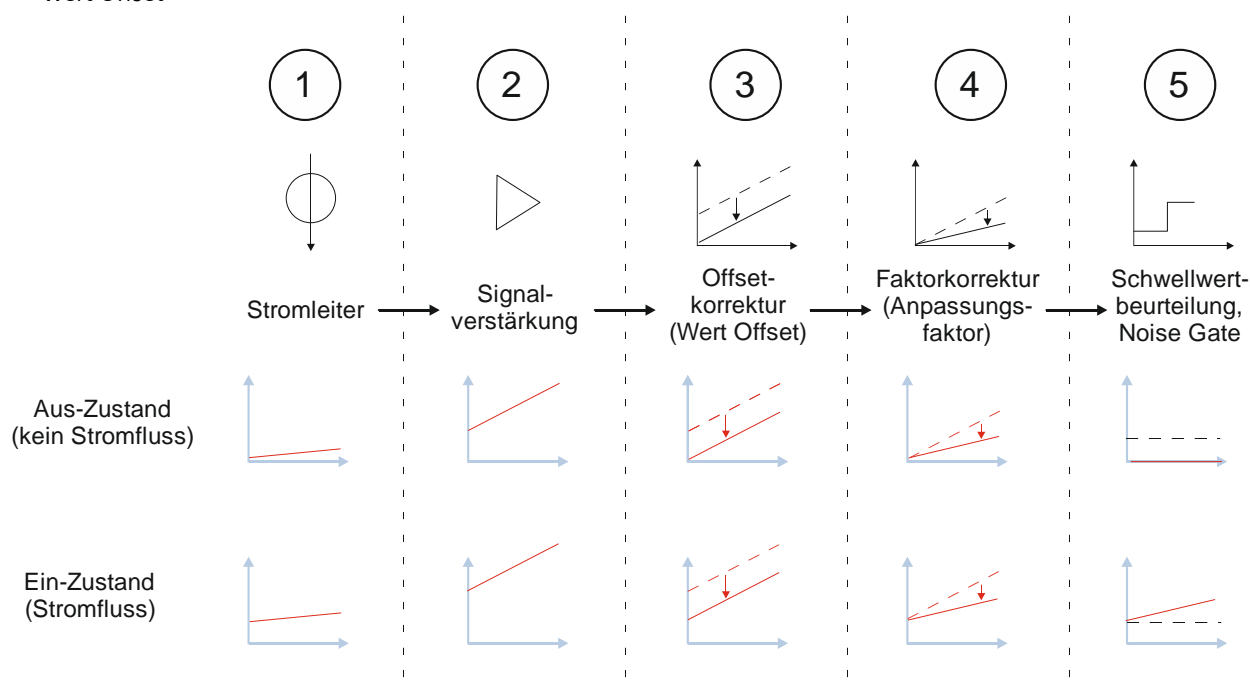 Wert Offset
1
2
3
4
5
Stromleiter
Signal-
verstärkung
Offset-
korrektur
(Wert Offset)
Faktorkorrektur
(Anpassungs-
faktor)
Schwellwert-
beurteilung,
Noise Gate
Aus-Zustand
(kein Stromfluss)
Ein-Zustand
(Stromfluss)